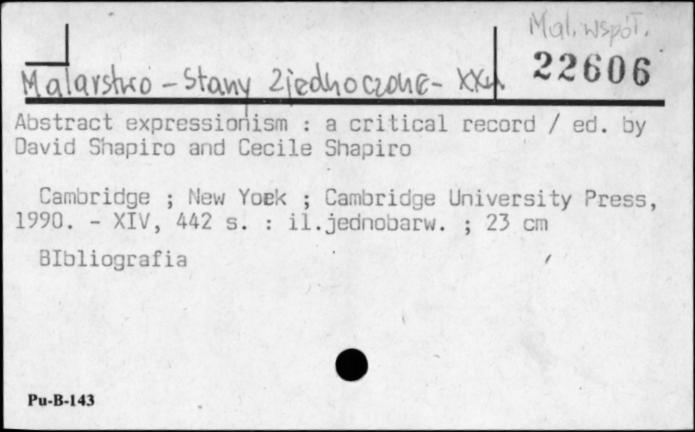 Mal. współ.
22606
Malarstwo - Stany Zjednoczone - XX w
Abstract expressionism : a critical record / ed. by
David Shapiro and Cecile Shapiro
Cambridge ; New Yoek ; Cambridge University Press,
1990. - XIV, 442 s. : il.jednobarw. ; 23 cm
BIbliografia
Pu-B-143